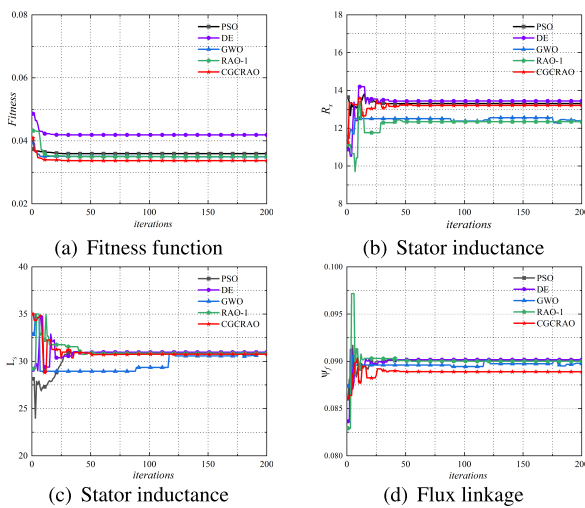 0.08
0.06
0.04
0.02
Fitness
PSO
DE
GWO
RAO-1
CGCRAO
0 50 100 150 200
iterations
(a) Fitness function
18
16
14
12
10
8
R_s
PSO
DE
GWO
RAO-1
CGCRAO
0 50 100 150 200
iterations
(b) Stator inductance
40
35
30
25
20
L_s
PSO
DE
GWO
RAO-1
CGCRAO
0 50 100 150 200
iterations
(c) Stator inductance
0.100
0.095
0.090
0.085
0.080
ψ_f
PSO
DE
GWO
RAO-1
CGCRAO
0 50 100 150 200
iterations
(d) Flux linkage